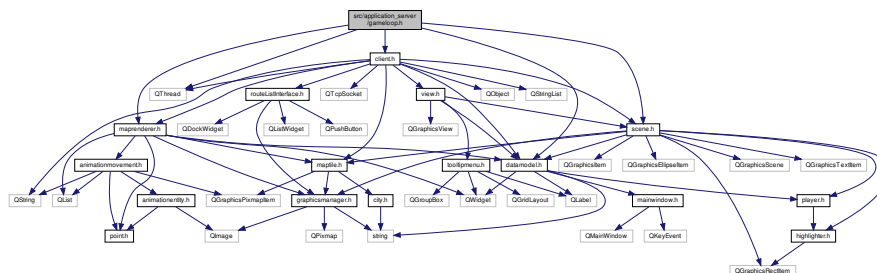 src/application_server
/gameloop.h
client.h
QThread
routeListInterface.h
QTcpSocket
view.h
QObject
QStringList
maprenderer.h
QDockWidget
QListWidget
QPushButton
QGraphicsView
scene.h
animationmovement.h
mapfile.h
tooltipmenu.h
datamodel.h
QGraphicsItem
QGraphicsEllipseItem
QGraphicsScene
QGraphicsTextItem
QString
QList
animationentity.h
QGraphicsPixmapItem
graphicsmanager.h
city.h
QGroupBox
QWidget
QGridLayout
QLabel
mainwindow.h
player.h
point.h
QImage
QPixmap
string
QMainWindow
QKeyEvent
highlighter.h
QGraphicsRectItem